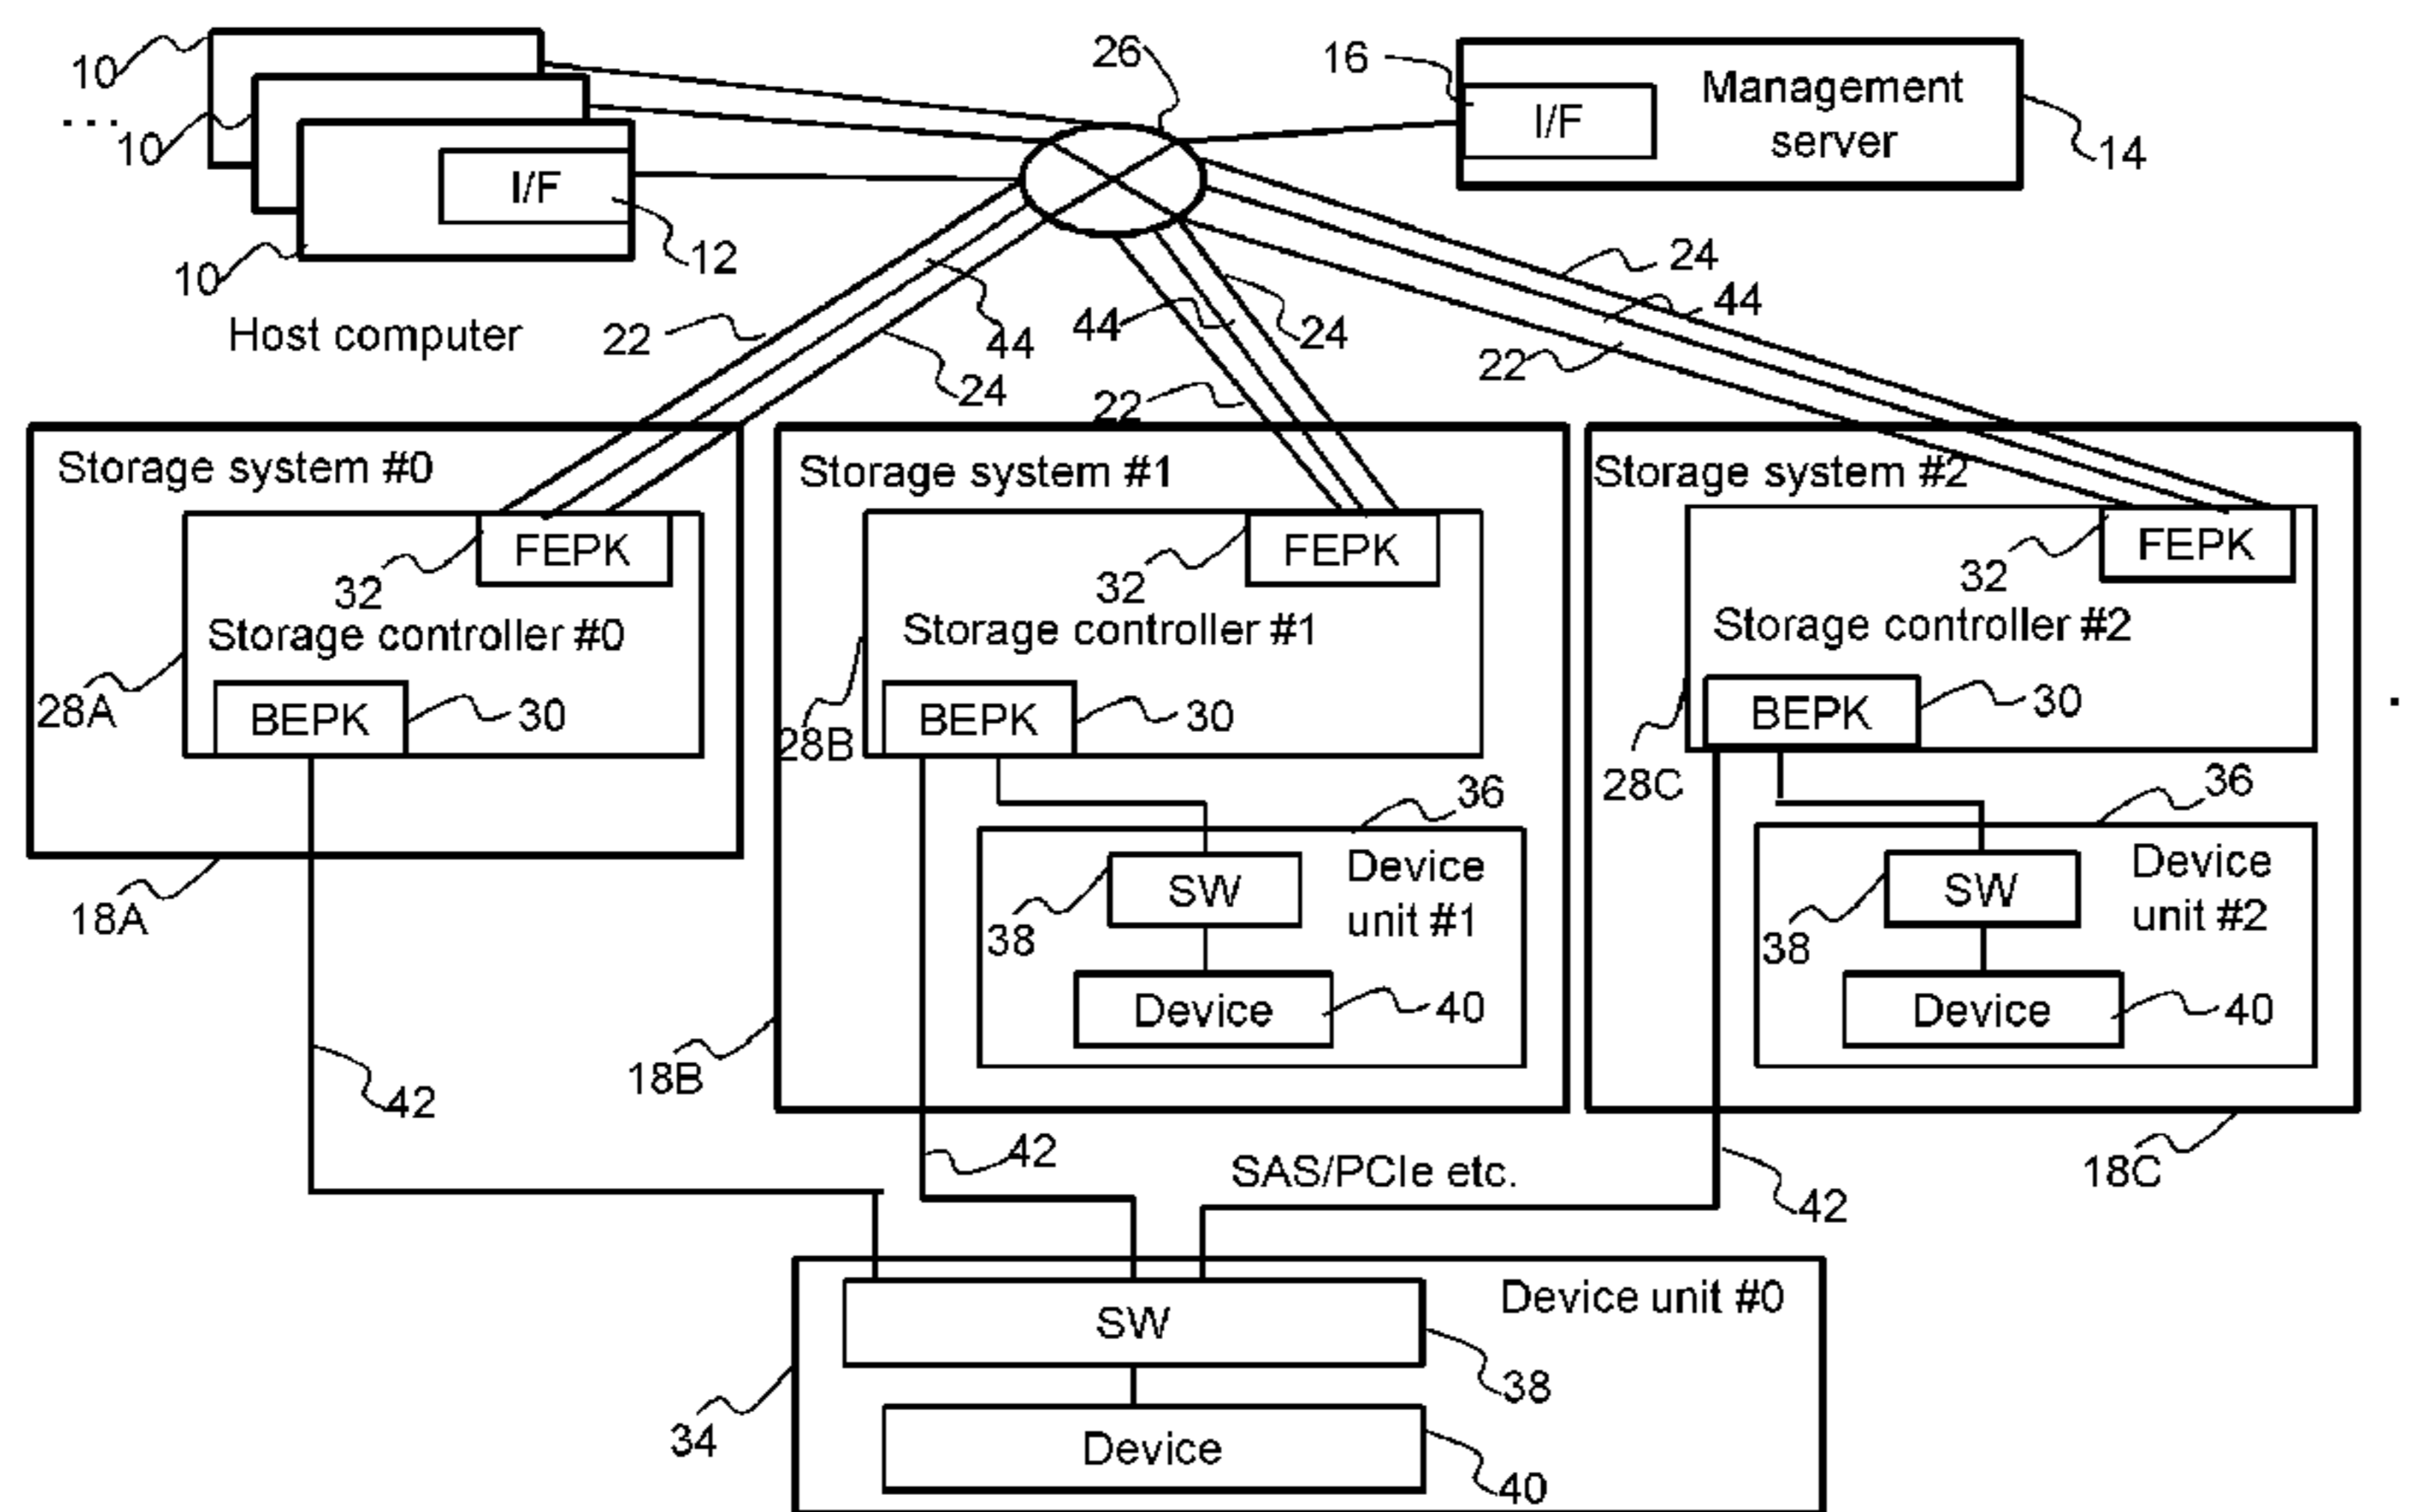 10
10
...
10
I/F
12
Host computer
26
16
I/F
Management
server
14
22
44
24
44
24
22
24
44
22
Storage system #0
FEPK
32
Storage controller #0
28A
BEPK
30
18A
42
Storage system #1
FEPK
32
Storage controller #1
28B
BEPK
30
36
SW
Device
unit #1
38
Device
40
18B
42
Storage system #2
FEPK
32
Storage controller #2
28C
BEPK
30
36
SW
Device
unit #2
38
Device
40
18C
42
.
SAS/PCIe etc.
Device unit #0
SW
38
34
Device
40